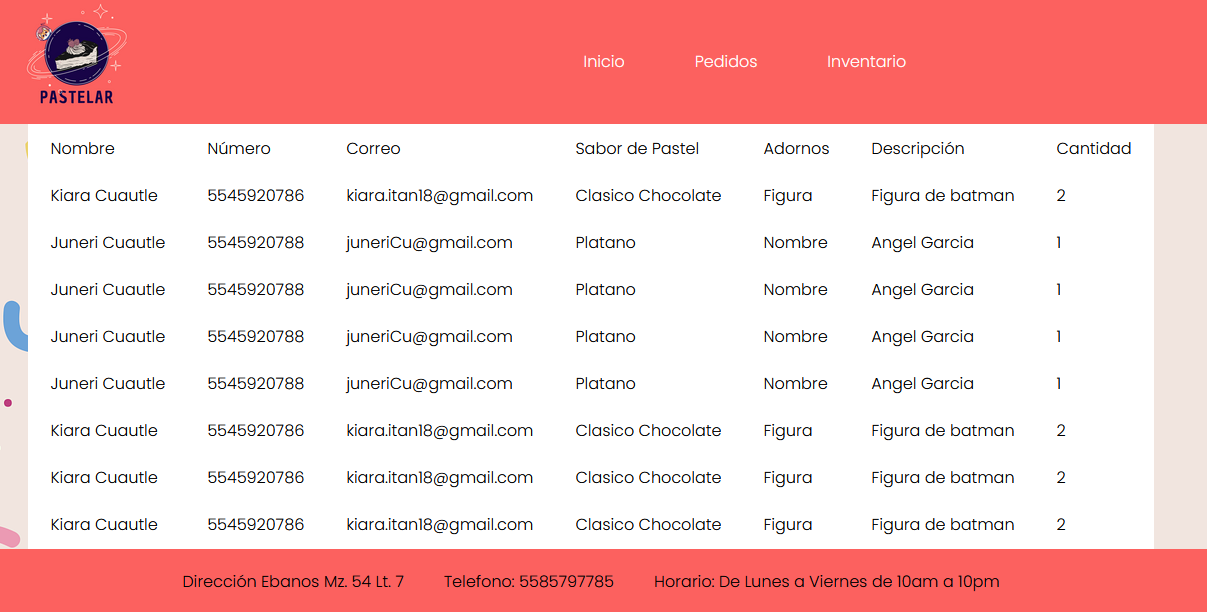 PASTELAR
Inicio Pedidos Inventario
Nombre Número Correo Sabor de Pastel Adornos Descripción Cantidad
Kiara Cuautle 5545920786 kiara.itan18@gmail.com Clasico Chocolate Figura Figura de batman 2
Juneri Cuautle 5545920788 juneriCu@gmail.com Platano Nombre Angel Garcia 1
Juneri Cuautle 5545920788 juneriCu@gmail.com Platano Nombre Angel Garcia 1
Juneri Cuautle 5545920788 juneriCu@gmail.com Platano Nombre Angel Garcia 1
Juneri Cuautle 5545920788 juneriCu@gmail.com Platano Nombre Angel Garcia 1
Kiara Cuautle 5545920786 kiara.itan18@gmail.com Clasico Chocolate Figura Figura de batman 2
Kiara Cuautle 5545920786 kiara.itan18@gmail.com Clasico Chocolate Figura Figura de batman 2
Kiara Cuautle 5545920786 kiara.itan18@gmail.com Clasico Chocolate Figura Figura de batman 2
Dirección Ebanos Mz. 54 Lt. 7 Telefono: 5585797785 Horario: De Lunes a Viernes de 10am a 10pm